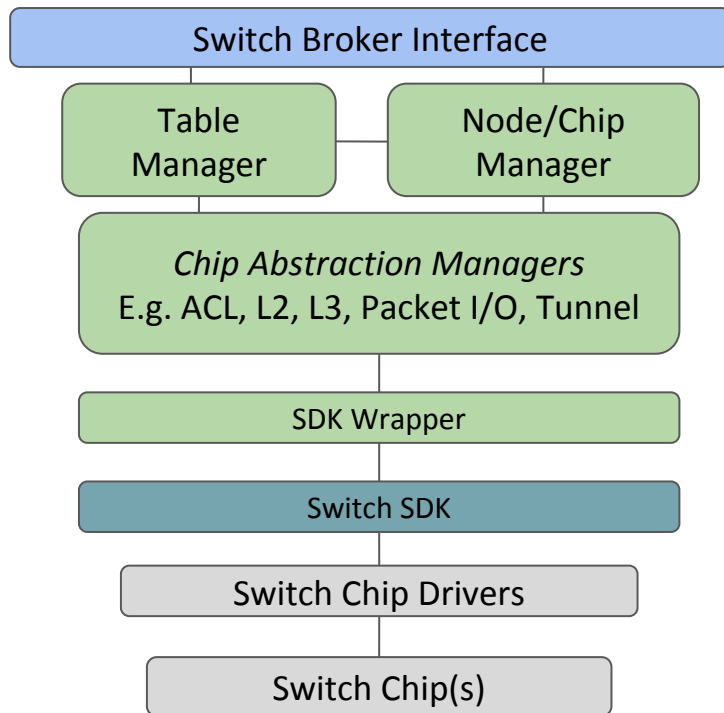 Switch Broker Interface
Table
Manager
Node/Chip
Manager
Chip Abstraction Managers
E.g. ACL, L2, L3, Packet I/O, Tunnel
SDK Wrapper
Switch SDK
Switch Chip Drivers
Switch Chip(s)